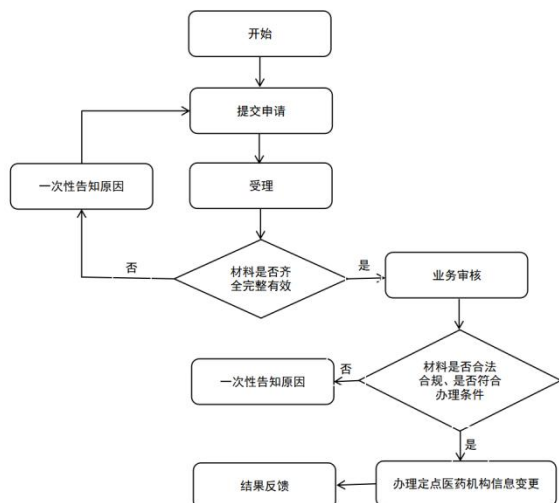 开始
提交申请
一次性告知原因
受理
否
材料是否齐
全完整有效
是
业务审核
材料是否合法
合规、是否符合
办理条件
否
一次性告知原因
是
办理定点医药机构信息变更
结果反馈